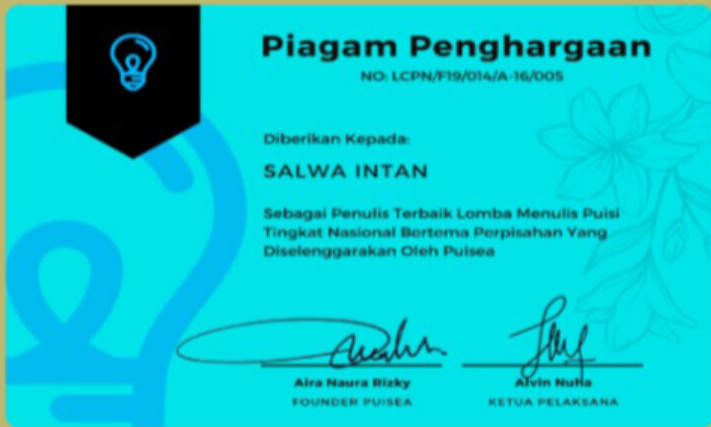 Piagam Penghargaan
NO: LCPN/F19/014/A-16/005
Diberikan Kepada:
SALWA INTAN
Sebagai Penulis Terbaik Lomba Menulis Puisi
Tingkat Nasional Bertema Perpisahan Yang
Diselenggarakan Oleh Puisea
Aira Naura Rizky
FOUNDER PUISEA
Alvin Nuha
KETUA PELAKSANA